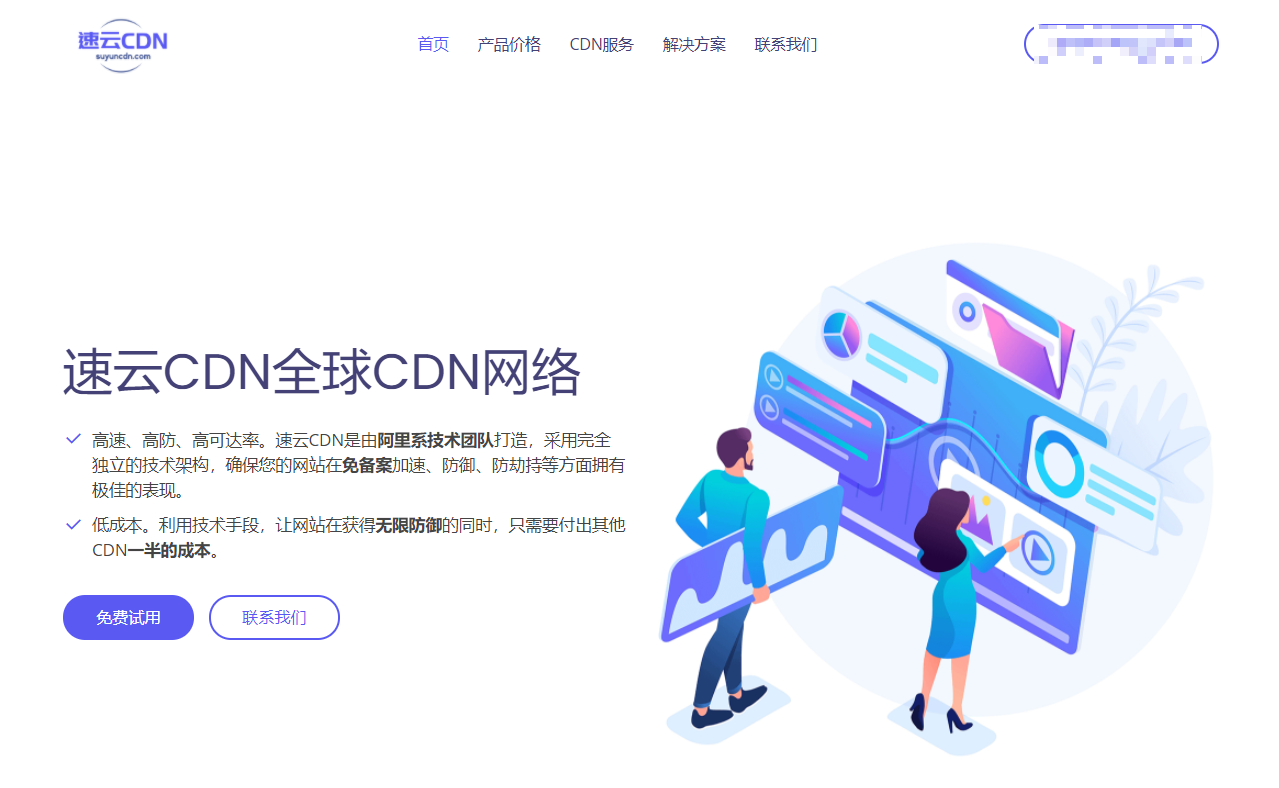 速云CDN
suyuncdn.com
首页 产品价格 CDN服务 解决方案 联系我们
速云CDN全球CDN网络
高速、高防、高可达率。速云CDN是由阿里系技术团队打造，采用完全
独立的技术架构，确保您的网站在免备案加速、防御、防劫持等方面拥有
极佳的表现。
低成本。利用技术手段，让网站在获得无限防御的同时，只需要付出其他
CDN一半的成本。
免费试用 联系我们